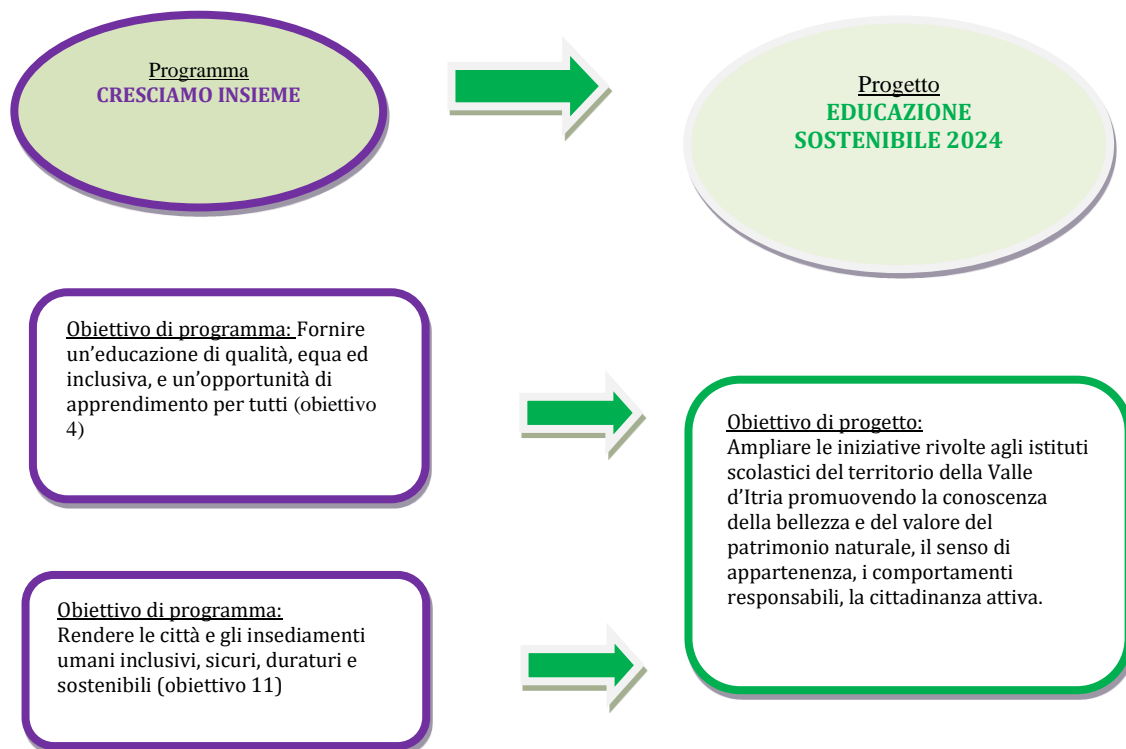 Programma
CRESCIAMO INSIEME
Progetto
EDUCAZIONE
SOSTENIBILE 2024
Obiettivo di programma: Fornire
un’educazione di qualità, equa ed
inclusiva, e un’opportunità di
apprendimento per tutti (obiettivo
4)
Obiettivo di programma:
Rendere le città e gli insediamenti
umani inclusivi, sicuri, duraturi e
sostenibili (obiettivo 11)
Obiettivo di progetto:
Ampliare le iniziative rivolte agli istituti
scolastici del territorio della Valle
d’Itria promuovendo la conoscenza
della bellezza e del valore del
patrimonio naturale, il senso di
appartenenza, i comportamenti
responsabili, la cittadinanza attiva.